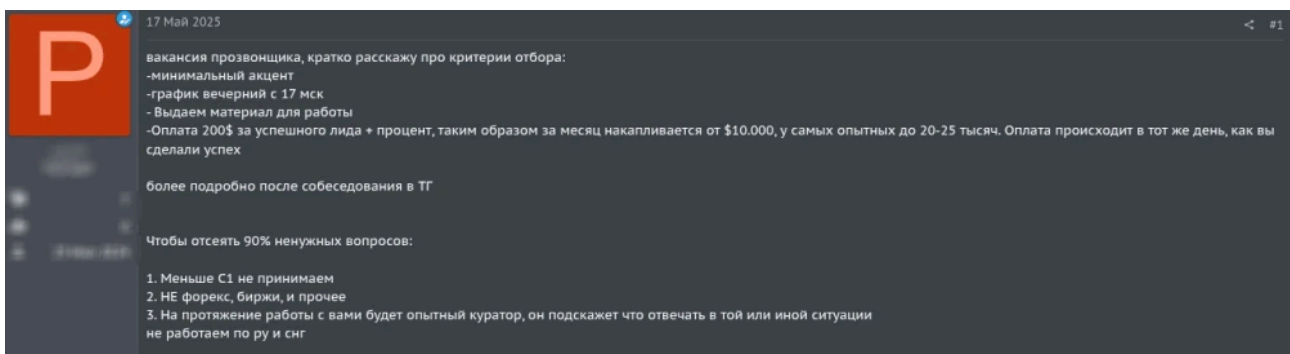 P
17 Май 2025
#1
вакансия прозвонщика, кратко расскажу про критерии отбора:
-минимальный акцент
-график вечерний с 17 мск
- Выдаем материал для работы
-Оплата 200$ за успешного лида + процент, таким образом за месяц накапливается от $10.000, у самых опытных до 20-25 тысяч. Оплата происходит в тот же день, как вы
сделали успех
более подробно после собеседования в ТГ
Чтобы отсеять 90% ненужных вопросов:
1. Меньше С1 не принимаем
2. НЕ форекс, биржи, и прочее
3. На протяжение работы с вами будет опытный куратор, он подскажет что отвечать в той или иной ситуации
не работаем по ру и снг